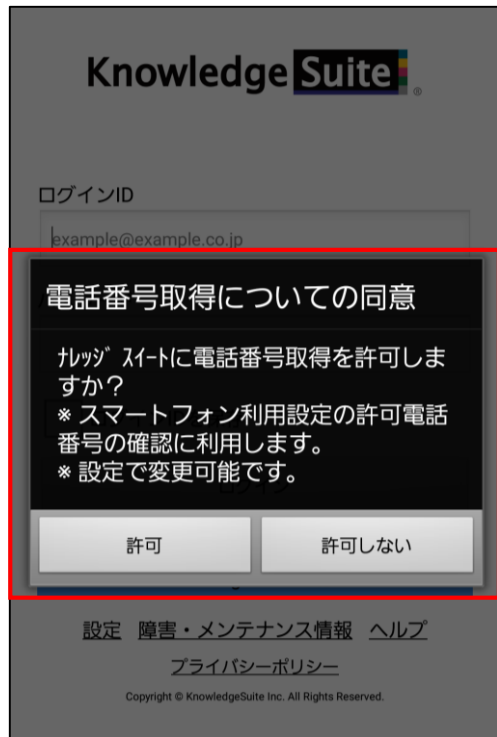 Knowledge Suite ®
ログインID
example@example.co.jp
電話番号取得についての同意
ﾅﾚｯｼﾞ ｽｲｰﾄに電話番号取得を許可しま
すか？
※ スマートフォン利用設定の許可電話
番号の確認に利用します。
※ 設定で変更可能です。
許可
許可しない
設定 障害・メンテナンス情報 ヘルプ
プライバシーポリシー
Copyright © KnowledgeSuite Inc. All Rights Reserved.